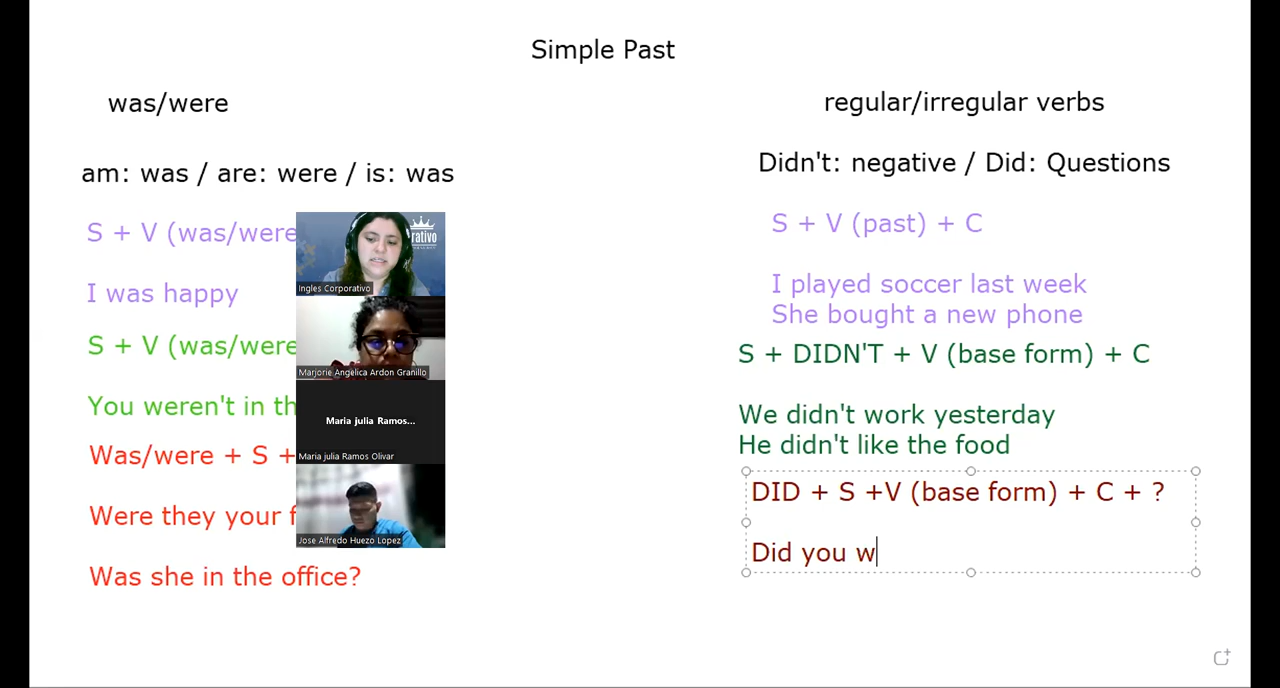 Simple Past
was/were
am: was / are: were / is: was
S + V (was/were
I was happy
S + V (was/were
You weren't in th
Was/were + S +
Were they your f
Was she in the office?
rativo
Ingles Corporativo
Marjorie Angelica Ardon Granillo
Maria julia Ramos...
Maria julia Ramos Olivar
Jose Alfredo Huezo Lopez
regular/irregular verbs
Didn't: negative / Did: Questions
S + V (past) + C
I played soccer last week
She bought a new phone
S + DIDN'T + V (base form) + C
We didn't work yesterday
He didn't like the food
DID + S +V (base form) + C + ?
Did you w